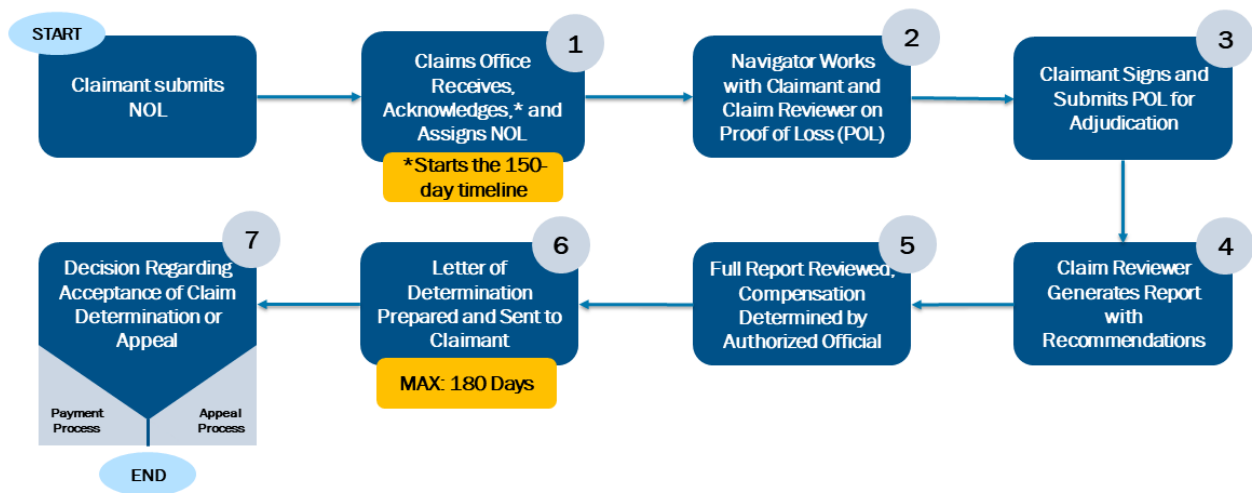 START
Claimant submits
NOL
1
Claims Office
Receives,
Acknowledges,* and
Assigns NOL
*Starts the 150-
day timeline
2
Navigator Works
with Claimant and
Claim Reviewer on
Proof of Loss (POL)
3
Claimant Signs and
Submits POL for
Adjudication
4
Claim Reviewer
Generates Report
with
Recommendations
5
Full Report Reviewed,
Compensation
Determined by
Authorized Official
6
Letter of
Determination
Prepared and Sent to
Claimant
MAX: 180 Days
7
Decision Regarding
Acceptance of Claim
Determination or
Appeal
Payment
Process
Appeal
Process
END